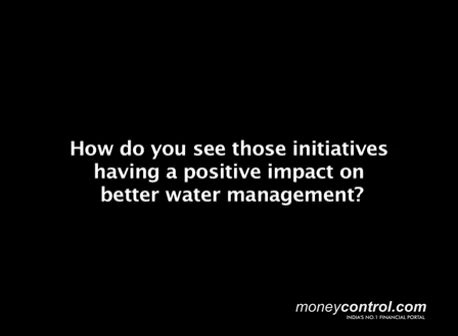 How do you see those initiatives
having a positive impact on
better water management?
moneycontrol.com
INDIA'S NO.1 FINANCIAL PORTAL